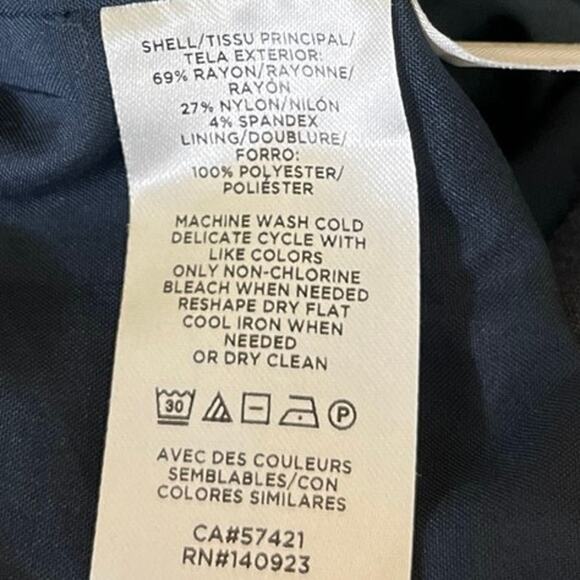 SHELL/TISSU PRINCIPAL/
TELA EXTERIOR:
69% RAYON/RAYONNE/
RAYÓN
27% NYLON/NILÓN
4% SPANDEX
LINING/DOUBLURE/
FORRO:
100% POLYESTER/
POLIÉSTER
MACHINE WASH COLD
DELICATE CYCLE WITH
LIKE COLORS
ONLY NON-CHLORINE
BLEACH WHEN NEEDED
RESHAPE DRY FLAT
COOL IRON WHEN
NEEDED
OR DRY CLEAN
30 P
AVEC DES COULEURS
SEMBLABLES/CON
COLORES SIMILARES
CA#57421
RN#140923